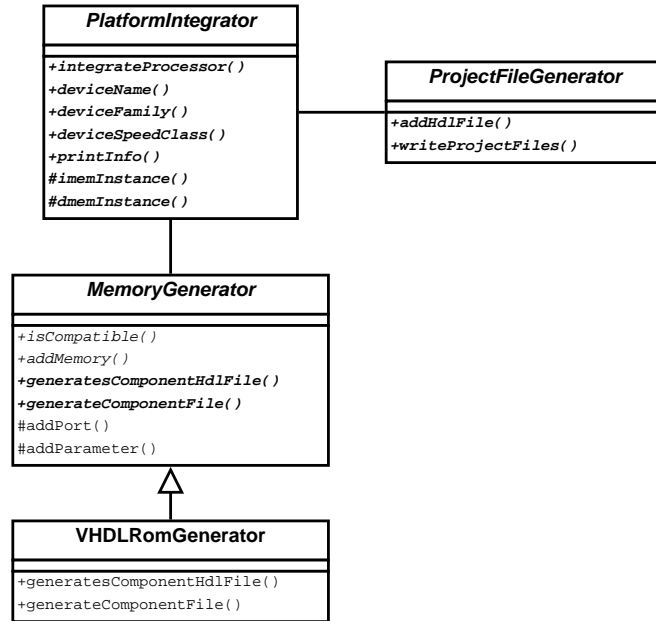 PlatformIntegrator
+integrateProcessor()
+deviceName()
+deviceFamily()
+deviceSpeedClass()
+printInfo()
#imemInstance()
#dmemInstance()
ProjectFileGenerator
+addHdlFile()
+writeProjectFiles()
MemoryGenerator
+isCompatible()
+addMemory()
+generatesComponentHdlFile()
+generateComponentFile()
#addPort()
#addParameter()
VHDLRomGenerator
+generatesComponentHdlFile()
+generateComponentFile()